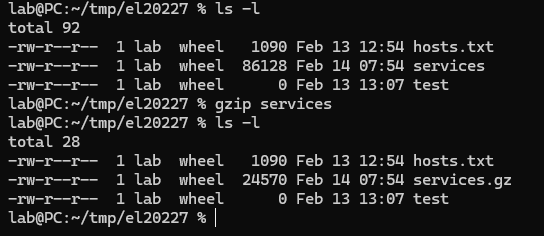 lab@PC:~/tmp/el20227 % ls -l
total 92
-rw-r--r--  1 lab  wheel   1090 Feb 13 12:54 hosts.txt
-rw-r--r--  1 lab  wheel  86128 Feb 14 07:54 services
-rw-r--r--  1 lab  wheel      0 Feb 13 13:07 test
lab@PC:~/tmp/el20227 % gzip services
lab@PC:~/tmp/el20227 % ls -l
total 28
-rw-r--r--  1 lab  wheel   1090 Feb 13 12:54 hosts.txt
-rw-r--r--  1 lab  wheel  24570 Feb 14 07:54 services.gz
-rw-r--r--  1 lab  wheel      0 Feb 13 13:07 test
lab@PC:~/tmp/el20227 %